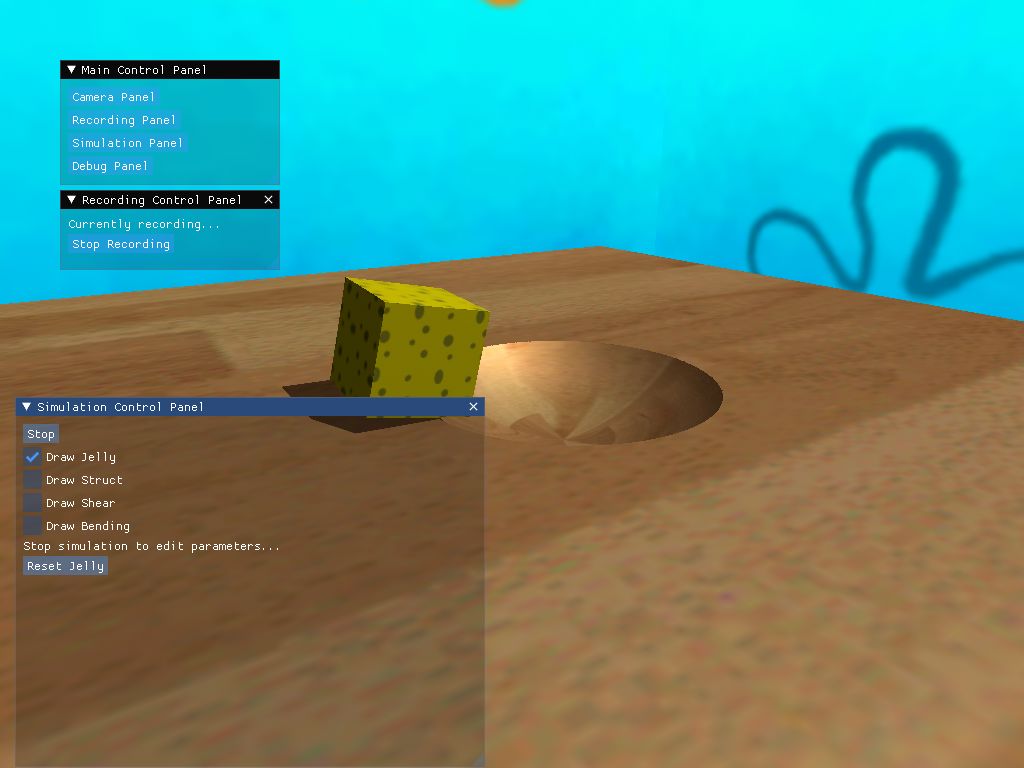 Main Control Panel
Camera Panel
Recording Panel
Simulation Panel
Debug Panel
Recording Control Panel
Currently recording...
Stop Recording
Simulation Control Panel
Stop
Draw Jelly
Draw Struct
Draw Shear
Draw Bending
Stop simulation to edit parameters...
Reset Jelly